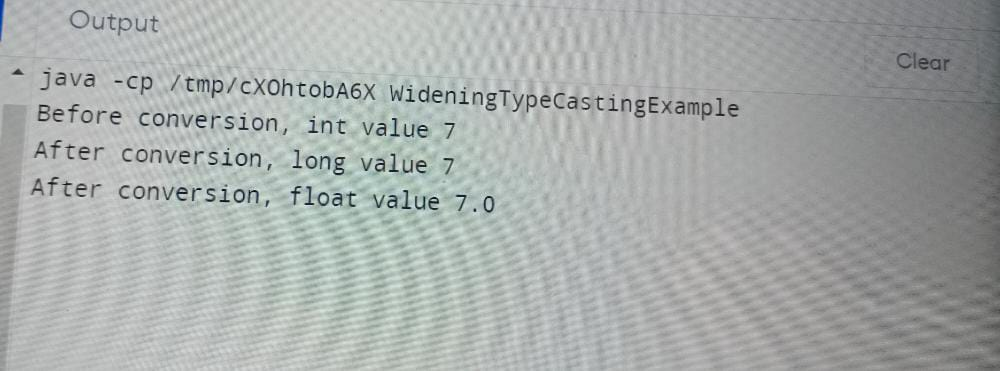 Output
Clear
java -cp /tmp/cXOhtobA6X WideningTypeCastingExample
Before conversion, int value 7
After conversion, long value 7
After conversion, float value 7.0